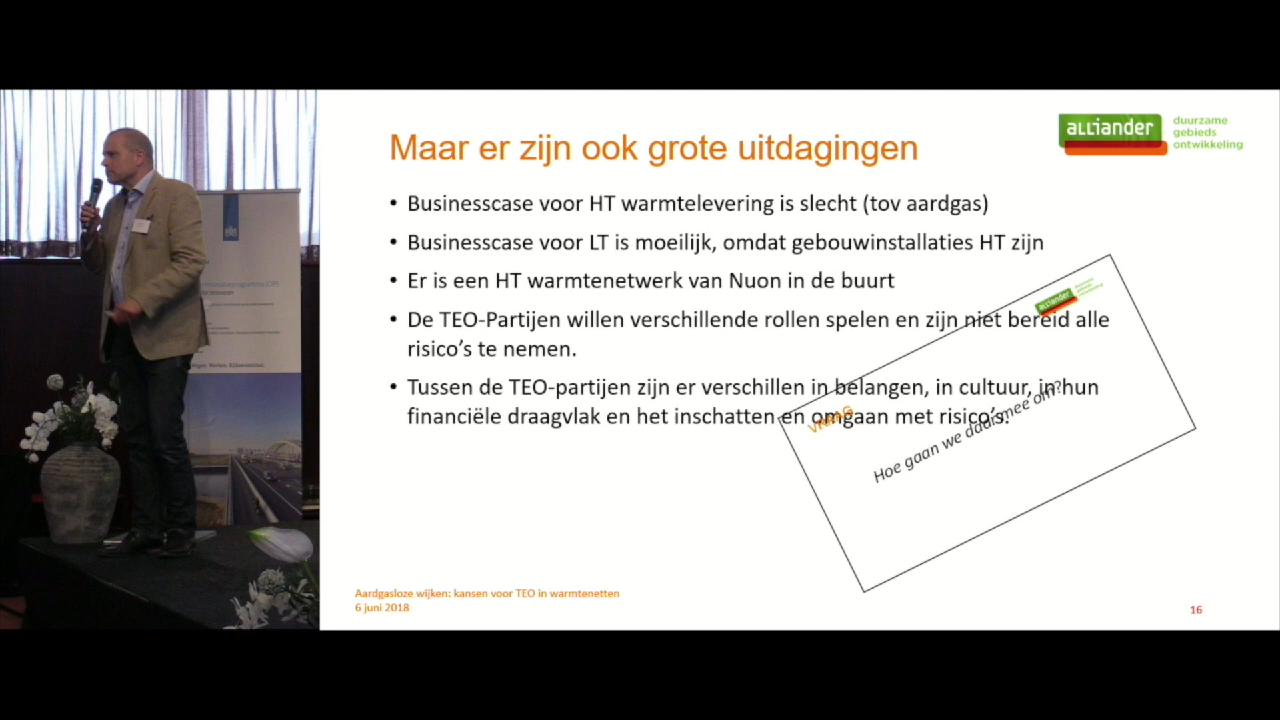 Maar er zijn ook grote uitdagingen
alliander
duurzame
gebieds
ontwikkeling
• Businesscase voor HT warmtelevering is slecht (tov aardgas)
• Businesscase voor LT is moeilijk, omdat gebouwinstallaties HT zijn
• Er is een HT warmtenetwerk van Nuon in de buurt
• De TEO-Partijen willen verschillende rollen spelen en zijn niet bereid alle
risico's te nemen.
• Tussen de TEO-partijen zijn er verschillen in belangen, in cultuur, in hun
financiële draagvlak en het inschatten en omgaan met risico's.
alliander
VRAAG
Hoe gaan we daarmee om?
Aardgasloze wijken: kansen voor TEO in warmtenetten
6 juni 2018
16